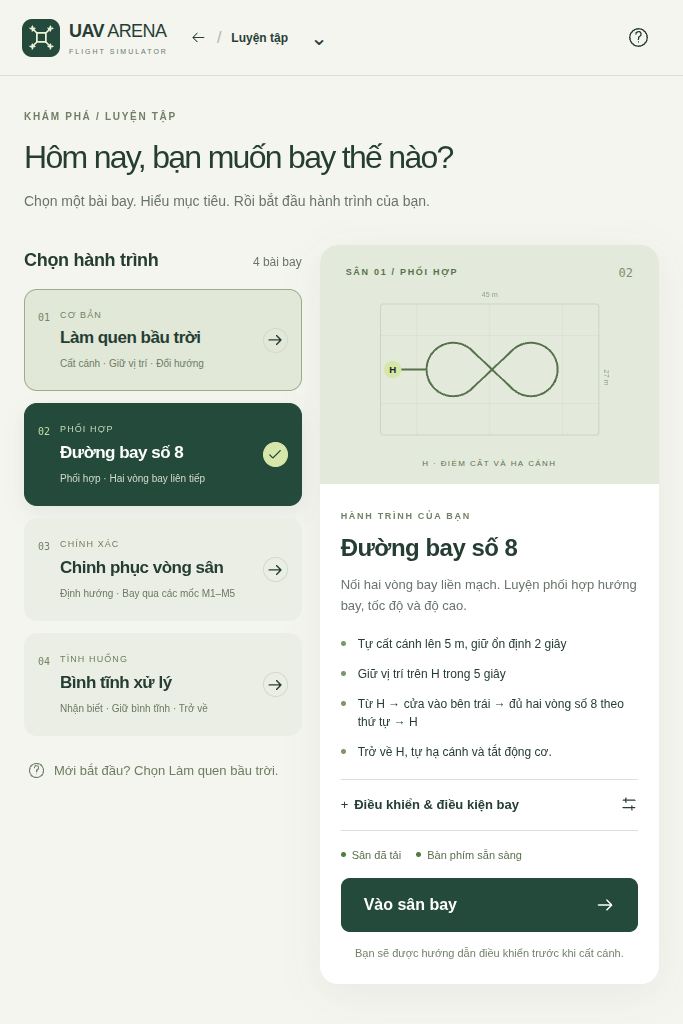 UAV ARENA
FLIGHT SIMULATOR
/ Luyện tập
KHÁM PHÁ / LUYỆN TẬP
Hôm nay, bạn muốn bay thế nào?
Chọn một bài bay. Hiểu mục tiêu. Rồi bắt đầu hành trình của bạn.
Chọn hành trình
4 bài bay
01 CƠ BẢN
Làm quen bầu trời
Cất cánh · Giữ vị trí · Đổi hướng
02 PHỐI HỢP
Đường bay số 8
Phối hợp · Hai vòng bay liên tiếp
03 CHÍNH XÁC
Chinh phục vòng sân
Định hướng · Bay qua các mốc M1–M5
04 TÌNH HUỐNG
Bình tĩnh xử lý
Nhận biết · Giữ bình tĩnh · Trở về
Mới bắt đầu? Chọn Làm quen bầu trời.
SÂN 01 / PHỐI HỢP
02
45 m
H
27 m
H · ĐIỂM CẤT VÀ HẠ CÁNH
HÀNH TRÌNH CỦA BẠN
Đường bay số 8
Nối hai vòng bay liền mạch. Luyện phối hợp hướng
bay, tốc độ và độ cao.
Tự cất cánh lên 5 m, giữ ổn định 2 giây
Giữ vị trí trên H trong 5 giây
Từ H → cửa vào bên trái → đủ hai vòng số 8 theo
thứ tự → H
Trở về H, tự hạ cánh và tắt động cơ.
+ Điều khiển & điều kiện bay
Sân đã tải
Bàn phím sẵn sàng
Vào sân bay
Bạn sẽ được hướng dẫn điều khiển trước khi cất cánh.